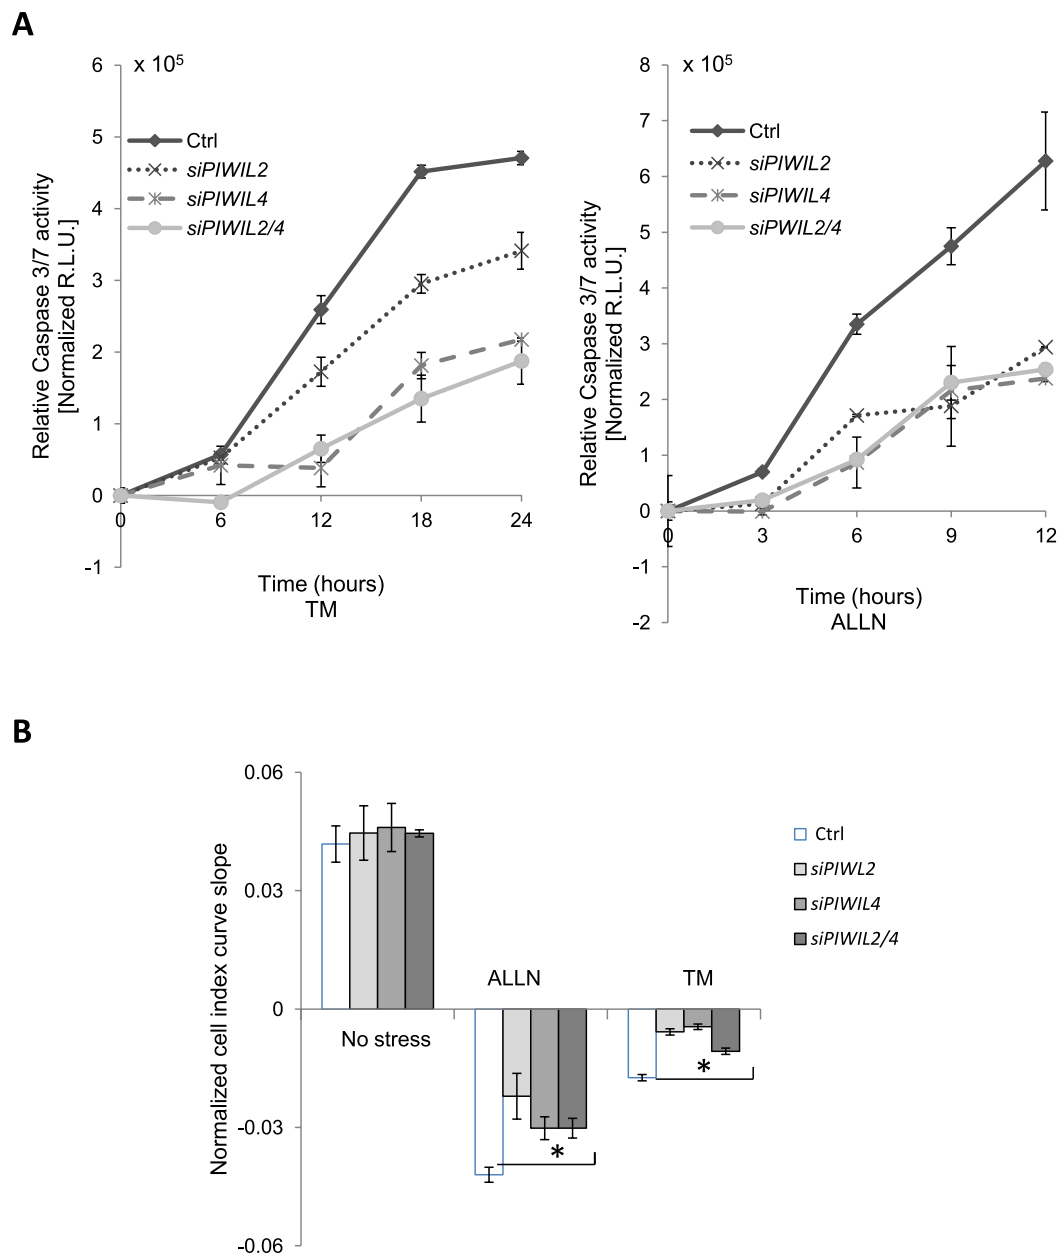 A
6 x 10⁵
5
4
3
2
1
0
-1
Ctrl
siPIWIL2
siPIWIL4
siPIWIL2/4
Relative Caspase 3/7 activity
[Normalized R.L.U.]
0 6 12 18 24
Time (hours)
TM
8 x 10⁵
7
6
5
4
3
2
1
0
-1
-2
Ctrl
siPIWIL2
siPIWIL4
siPWIL2/4
Relative Csapase 3/7 activity
[Normalized R.L.U.]
0 3 6 9 12
Time (hours)
ALLN
B
0.06
0.03
0
-0.03
-0.06
Normalized cell index curve slope
No stress
ALLN
TM
*
*
Ctrl
siPIWL2
siPIWIL4
siPIWIL2/4